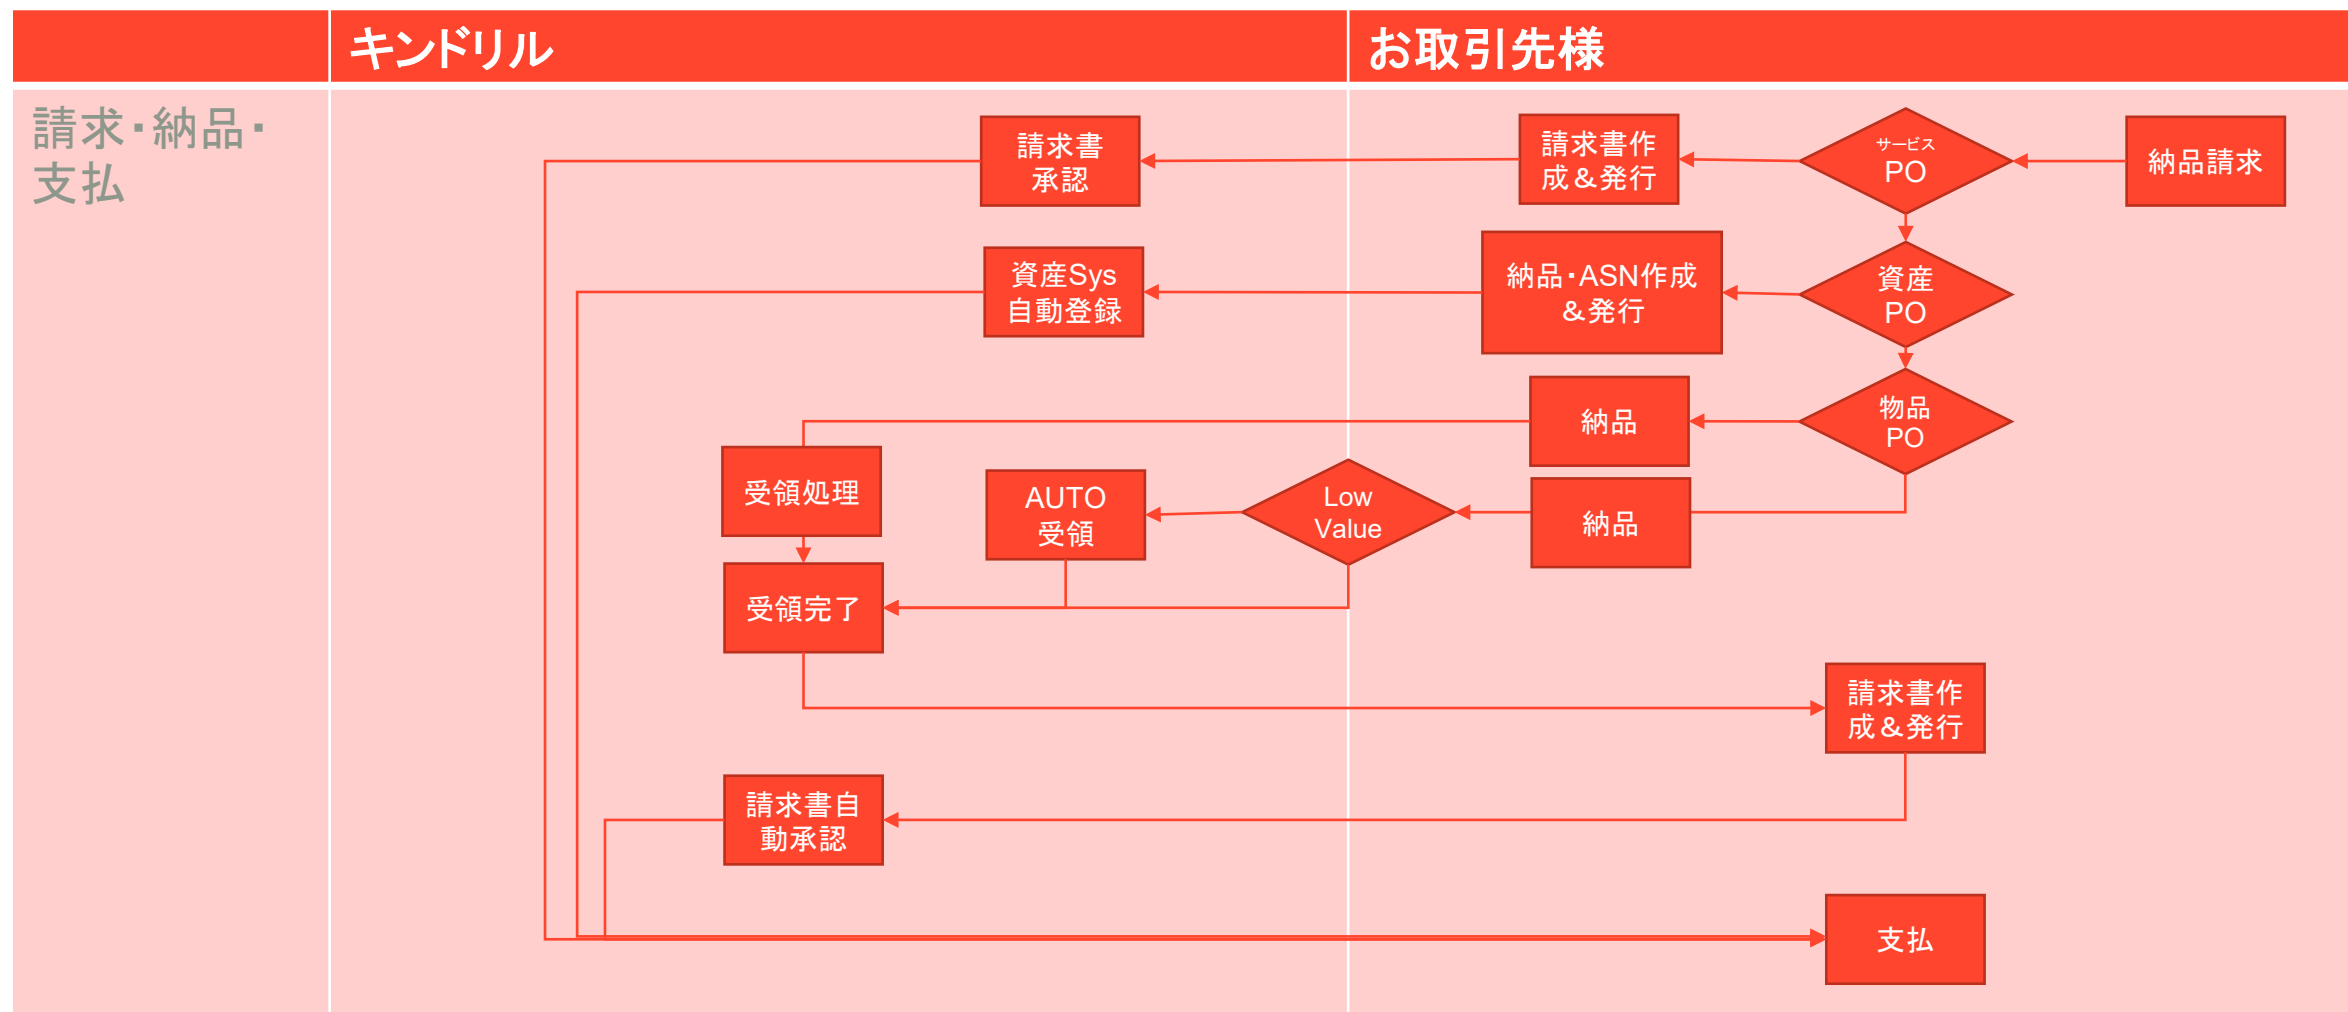 キンドリル
お取引先様
請求・納品・
支払
請求書
承認
請求書作
成＆発行
サービス
PO
納品請求
資産Sys
自動登録
納品・ASN作成
＆発行
資産
PO
納品
物品
PO
受領処理
AUTO
受領
Low
Value
納品
受領完了
請求書作
成＆発行
請求書自
動承認
支払